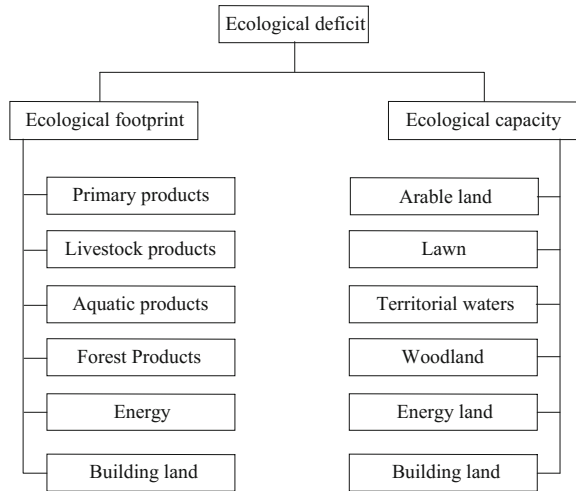 Ecological deficit
Ecological footprint
Ecological capacity
Primary products
Arable land
Livestock products
Lawn
Aquatic products
Territorial waters
Forest Products
Woodland
Energy
Energy land
Building land
Building land